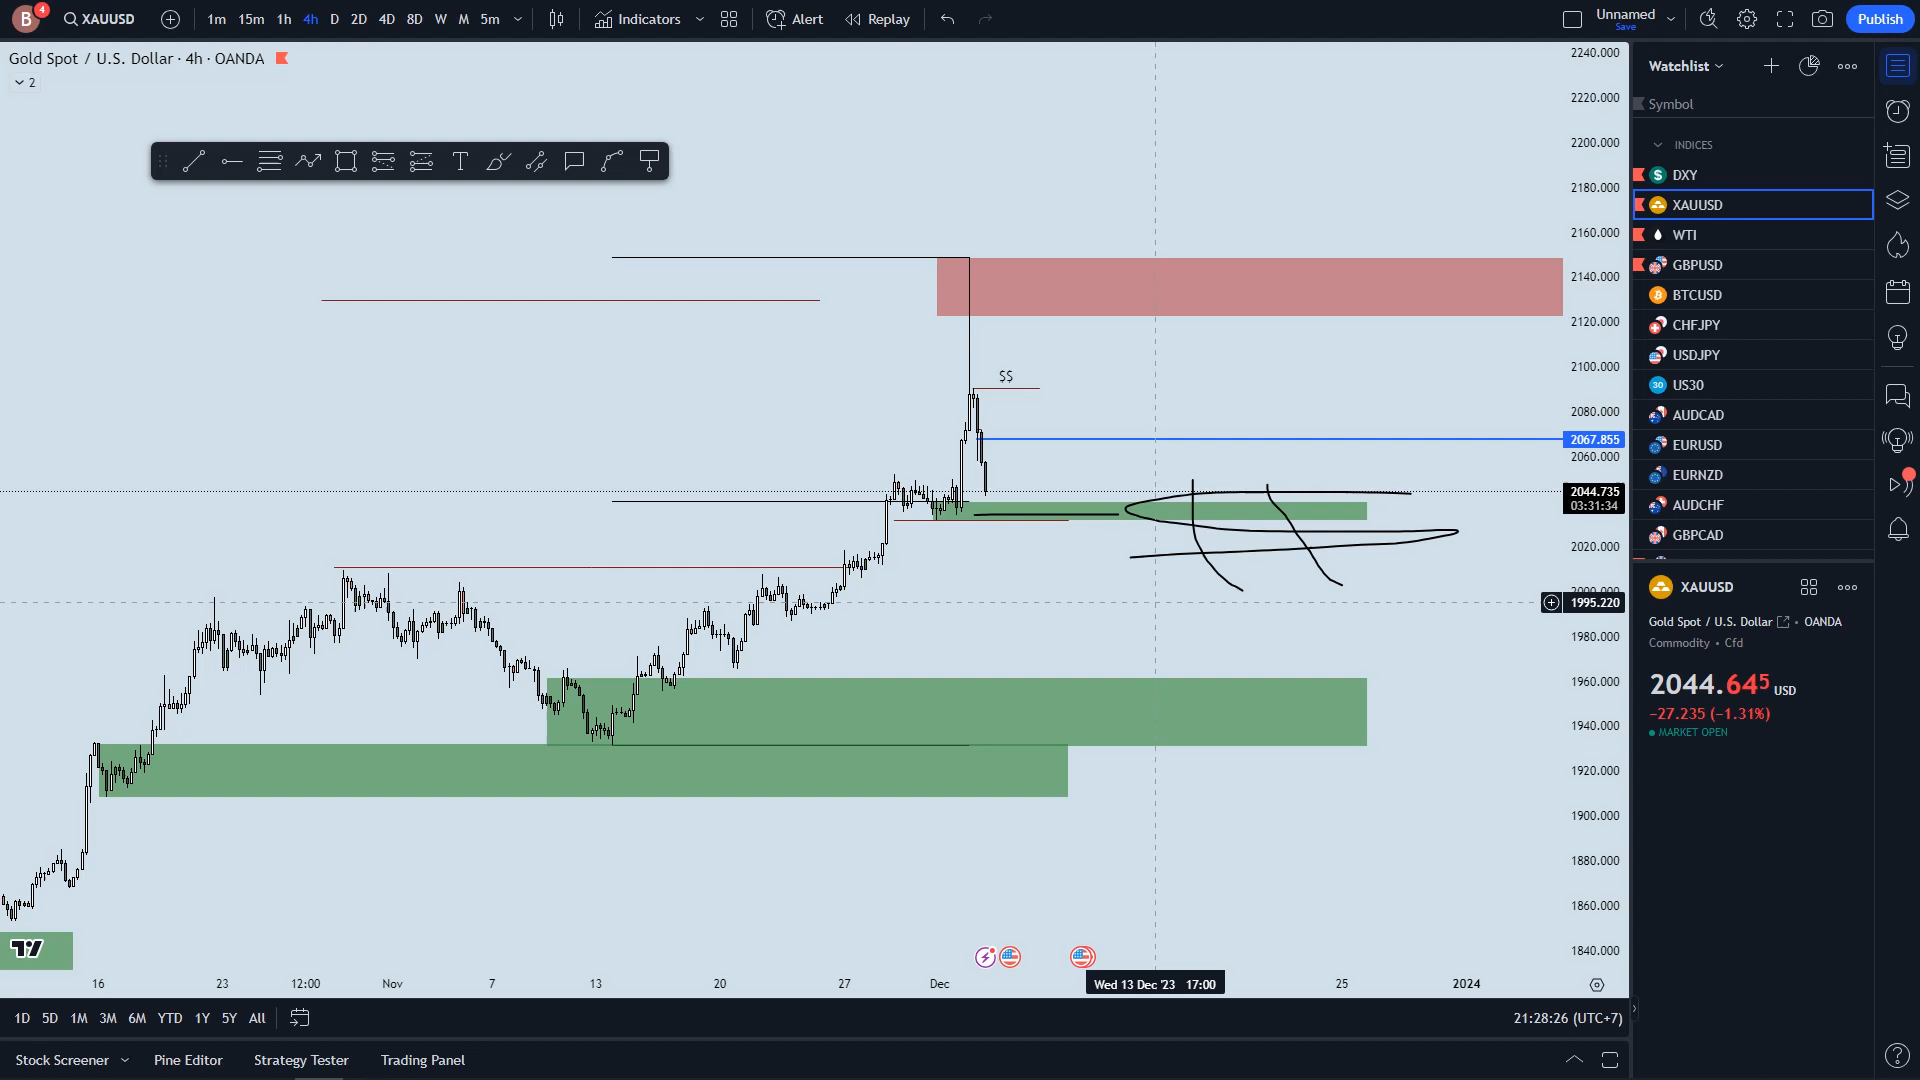 B 4 XAUUSD 1m 15m 1h 4h D 2D 4D 8D W M 5m Indicators Alert Replay Unnamed Save Publish
Gold Spot / U.S. Dollar · 4h · OANDA
2
$$
2240.000
2220.000
2200.000
2180.000
2160.000
2140.000
2120.000
2100.000
2080.000
2067.855
2060.000
2044.735
03:31:34
2020.000
1995.220
1980.000
1960.000
1940.000
1920.000
1900.000
1880.000
1860.000
1840.000
16 23 12:00 Nov 7 13 20 27 Dec Wed 13 Dec '23 17:00 25 2024
1D 5D 1M 3M 6M YTD 1Y 5Y All 21:28:26 (UTC+7)
Stock Screener Pine Editor Strategy Tester Trading Panel
Watchlist
Symbol
INDICES
DXY
XAUUSD
WTI
GBPUSD
BTCUSD
CHFJPY
USDJPY
30 US30
AUDCAD
EURUSD
EURNZD
AUDCHF
GBPCAD
XAUUSD
Gold Spot / U.S. Dollar • OANDA
Commodity • Cfd
2044.645 USD
−27.235 (−1.31%)
MARKET OPEN